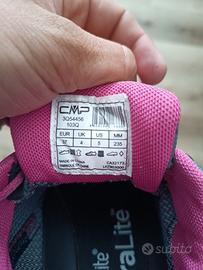 CMP
3Q54456
103Q
EUR UK US MM
37 4 5 235
CA32173
raLite
subito